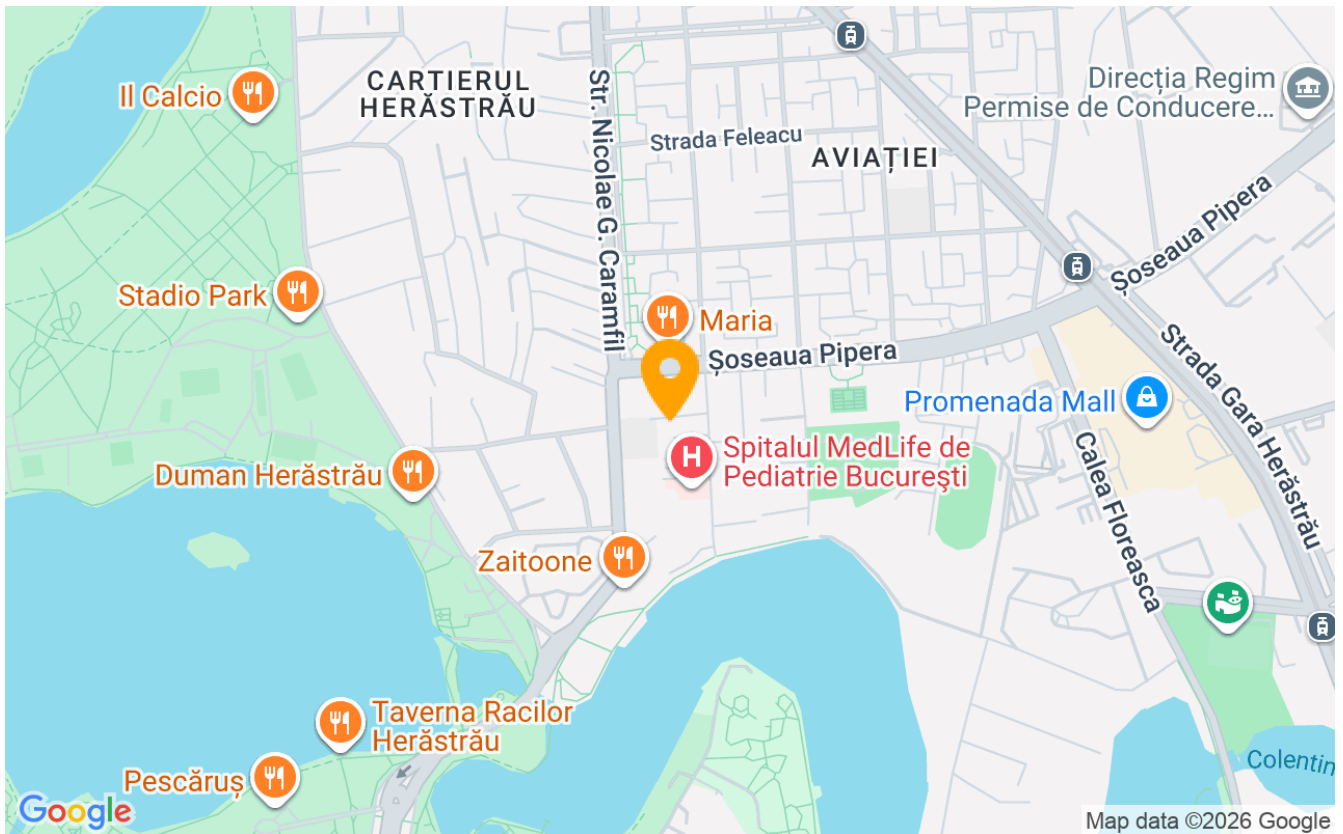 Il Calcio
CARTIERUL
HERĂSTRĂU
Str. Nicolae G. Caramfil
Strada Feleacu
AVIAȚIEI
Direcția Regim
Permise de Conducere...
Șoseaua Pipera
Stadio Park
Maria
Șoseaua Pipera
Strada Gara Herăstrău
Promenada Mall
Calea Floreasca
H
Spitalul MedLife de
Pediatrie Bucureşti
Duman Herăstrău
Zaitoone
Taverna Racilor
Herăstrău
Pescăruș
Colentin
Google
Map data ©2026 Google